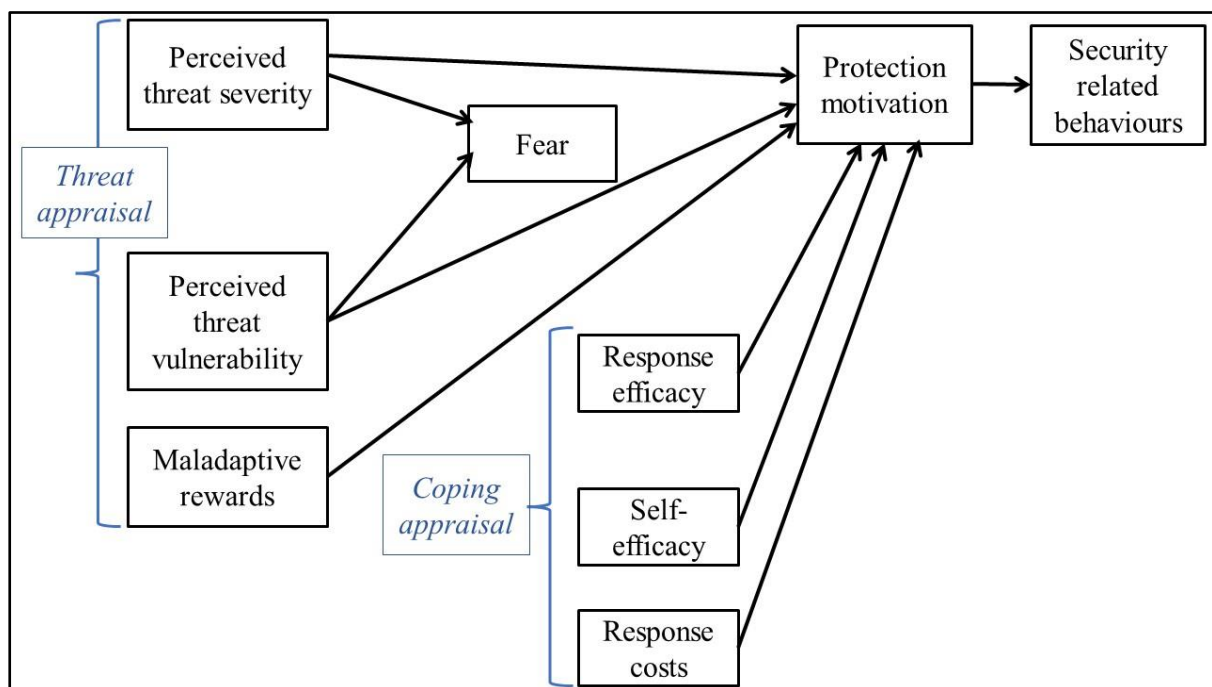 Perceived
threat severity
Fear
Protection
motivation
Security
related
behaviours
Threat
appraisal
Perceived
threat
vulnerability
Maladaptive
rewards
Coping
appraisal
Response
efficacy
Self-
efficacy
Response
costs